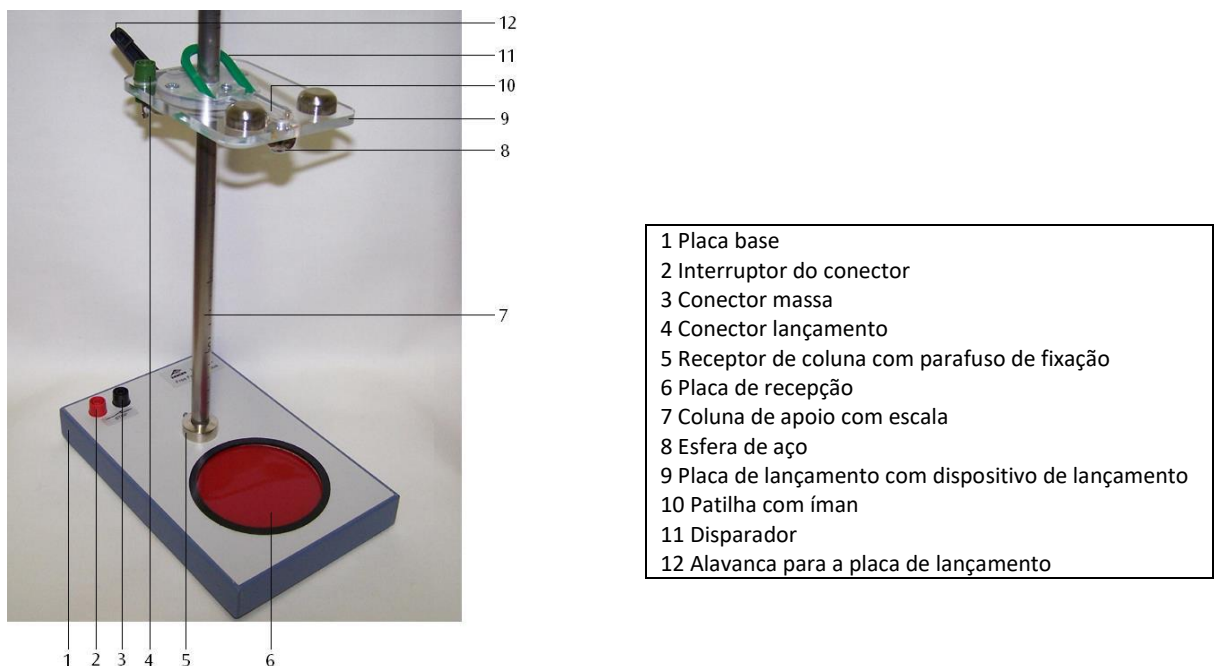 12
11
10
9
8
7
1 2 3 4 5 6
1 Placa base
2 Interruptor do conector
3 Conector massa
4 Conector lançamento
5 Receptor de coluna com parafuso de fixação
6 Placa de recepção
7 Coluna de apoio com escala
8 Esfera de aço
9 Placa de lançamento com dispositivo de lançamento
10 Patilha com íman
11 Disparador
12 Alavanca para a placa de lançamento